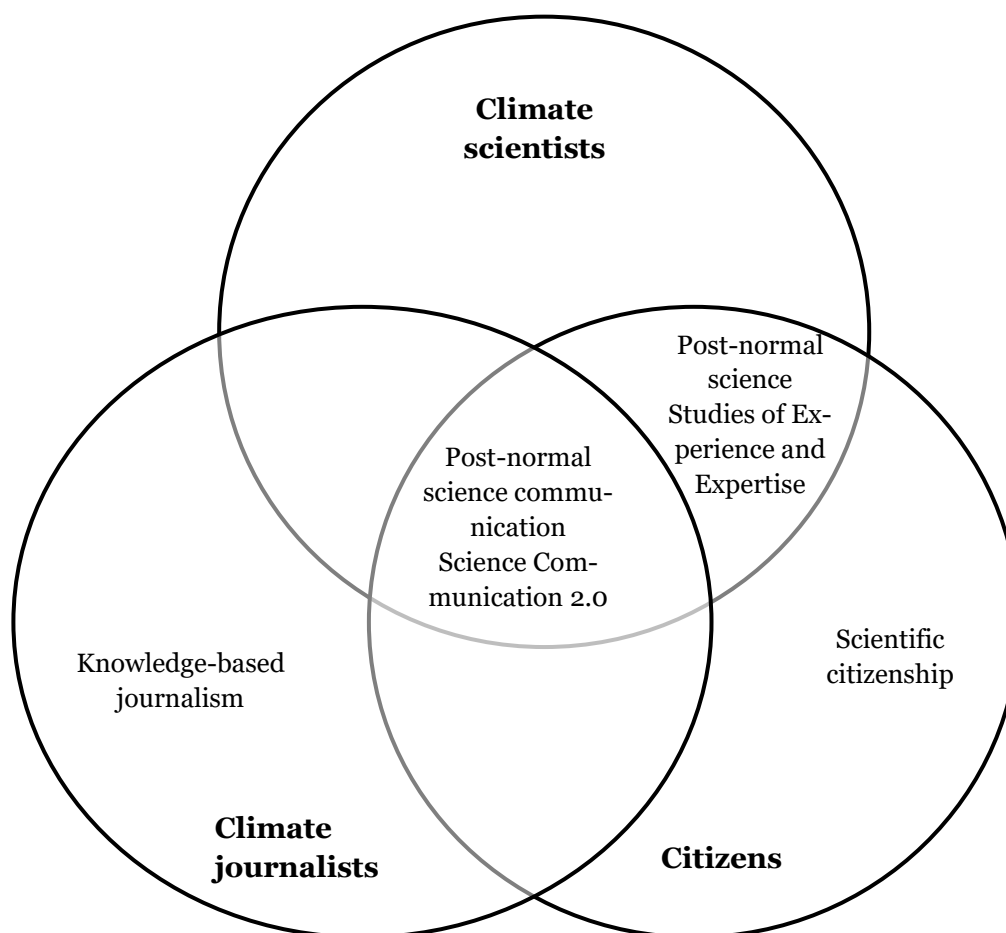 Climate
scientists
Post-normal
science
Studies of Ex-
perience and
Expertise
Post-normal
science commu-
nication
Science Com-
munication 2.0
Scientific
citizenship
Knowledge-based
journalism
Climate
journalists
Citizens